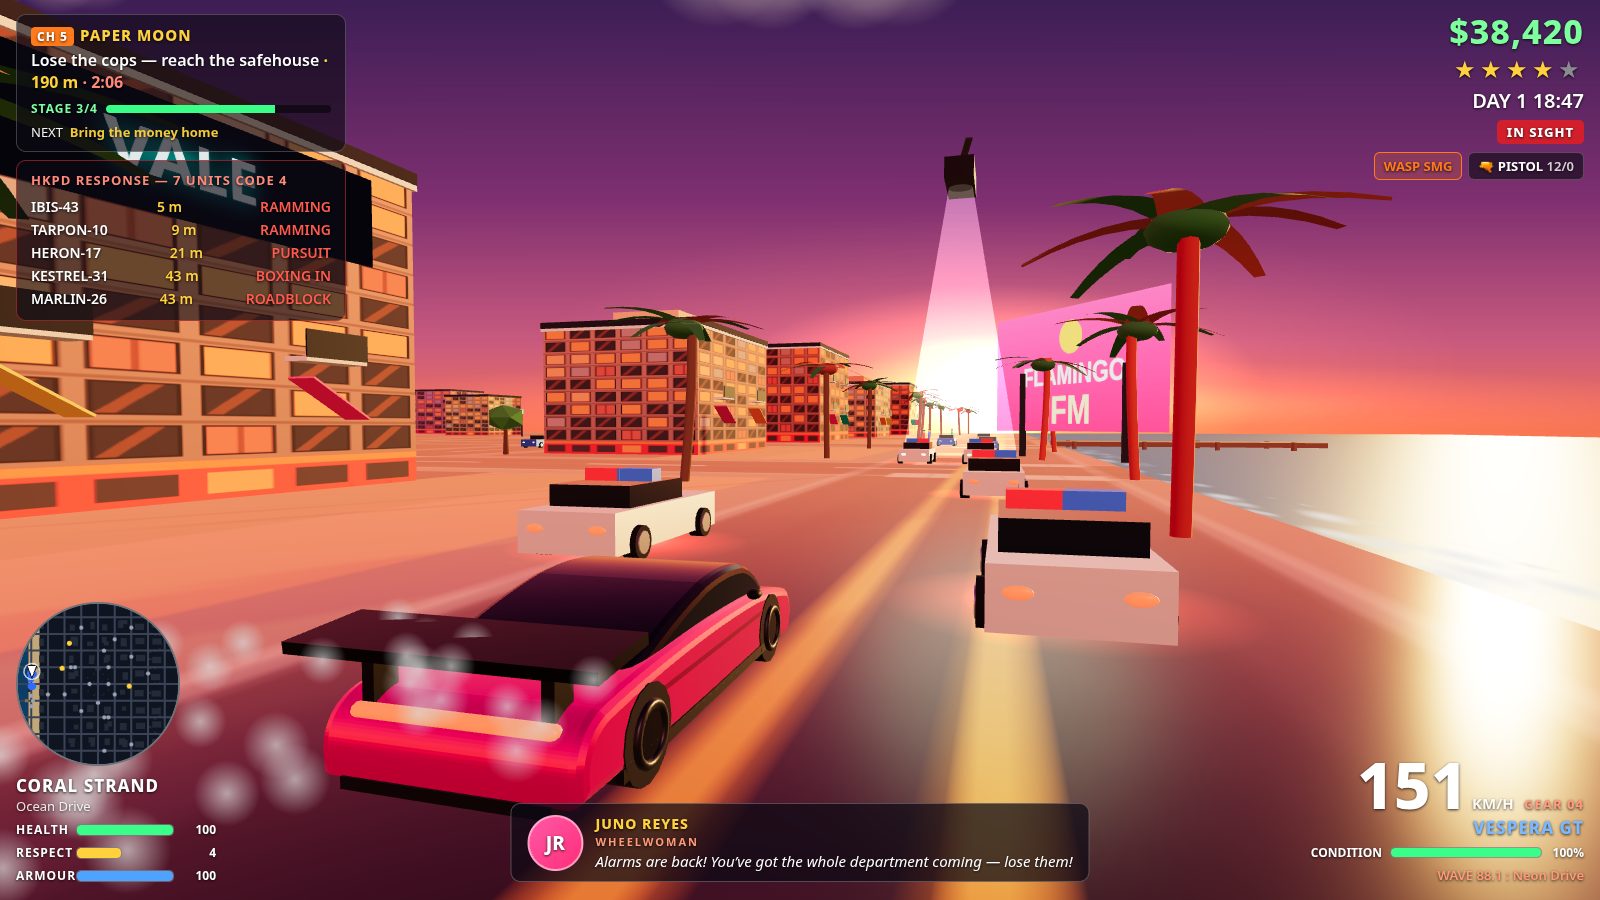 CH 5 PAPER MOON
Lose the cops — reach the safehouse ·
190 m · 2:06
STAGE 3/4
NEXT Bring the money home
VALE
HKPD RESPONSE — 7 UNITS CODE 4
IBIS-43 5 m RAMMING
TARPON-10 9 m RAMMING
HERON-17 21 m PURSUIT
KESTREL-31 43 m BOXING IN
MARLIN-26 43 m ROADBLOCK
$38,420
DAY 1 18:47
IN SIGHT
WASP SMG PISTOL 12/0
FLAMINGO
FM
CORAL STRAND
Ocean Drive
HEALTH 100
RESPECT 4
ARMOUR 100
JR
JUNO REYES
WHEELWOMAN
Alarms are back! You've got the whole department coming — lose them!
151 KM/H GEAR 04
VESPERA GT
CONDITION 100%
WAVE 88.1 : Neon Drive